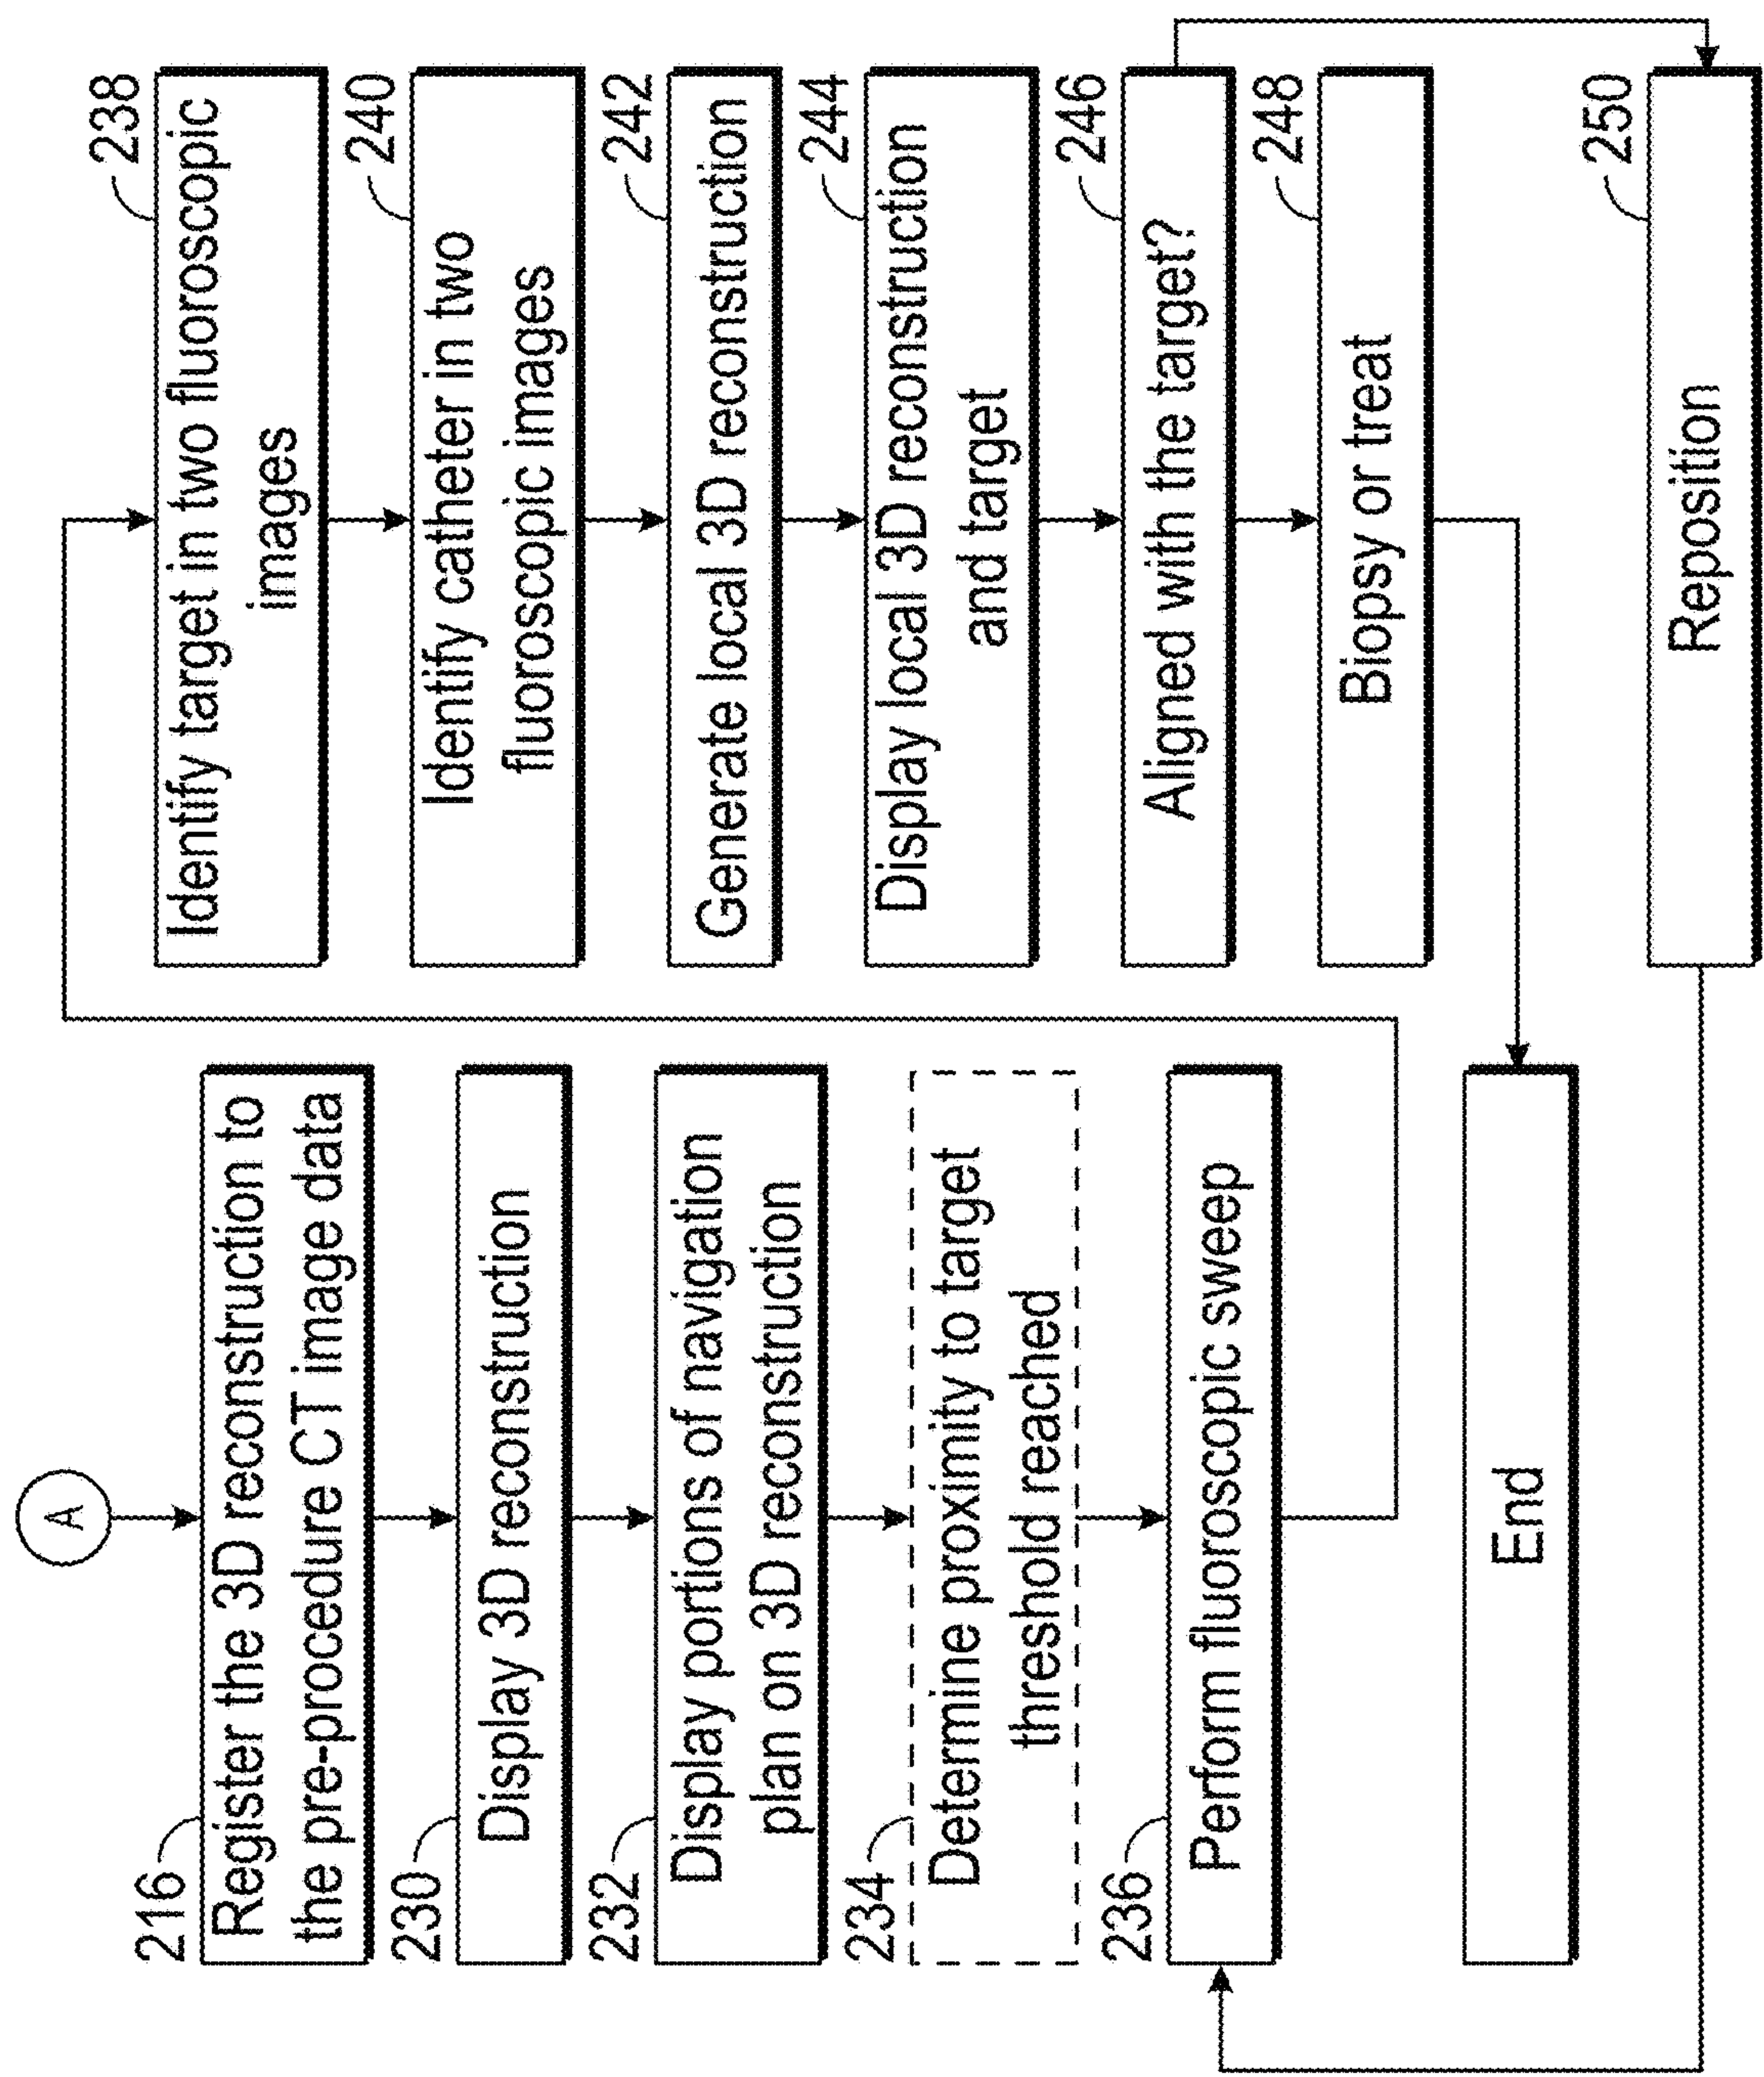 A
216
Register the 3D reconstruction to
the pre-procedure CT image data
230
Display 3D reconstruction
232
Display portions of navigation
plan on 3D reconstruction
234
Determine proximity to target
threshold reached
236
Perform fluoroscopic sweep
End
238
Identify target in two fluoroscopic
images
240
Identify catheter in two
fluoroscopic images
242
Generate local 3D reconstruction
244
Display local 3D reconstruction
and target
246
Aligned with the target?
248
Biopsy or treat
250
Reposition